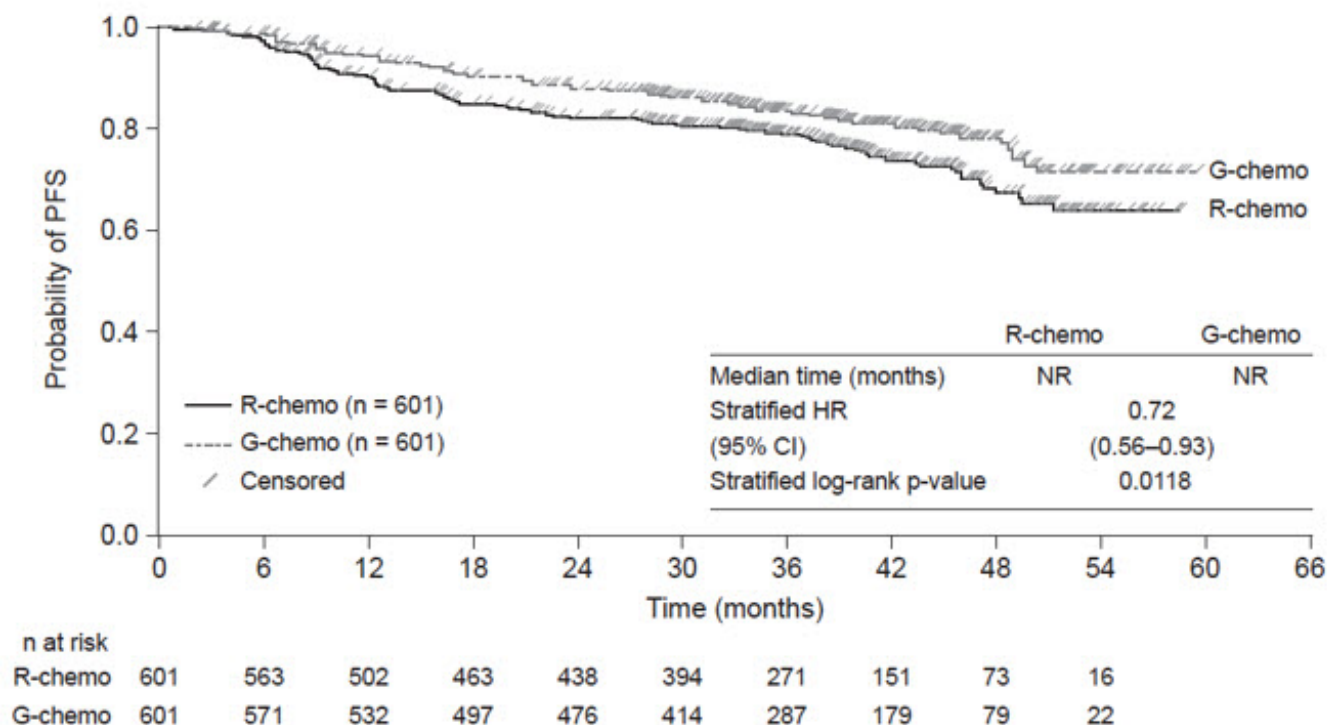 1.0
0.8
0.6
0.4
0.2
0.0
Probability of PFS
G-chemo
R-chemo
R-chemo G-chemo
Median time (months) NR NR
Stratified HR 0.72
(95% CI) (0.56–0.93)
Stratified log-rank p-value 0.0118
R-chemo (n = 601)
G-chemo (n = 601)
Censored
0 6 12 18 24 30 36 42 48 54 60 66
Time (months)
n at risk
R-chemo 601 563 502 463 438 394 271 151 73 16
G-chemo 601 571 532 497 476 414 287 179 79 22